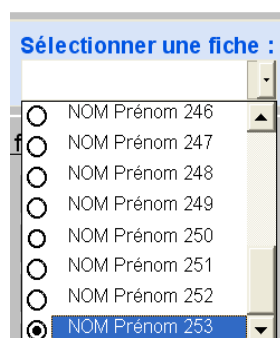 Sélectionner une fiche :
NOM Prénom 246
NOM Prénom 247
f
NOM Prénom 248
NOM Prénom 249
NOM Prénom 250
NOM Prénom 251
NOM Prénom 252
NOM Prénom 253